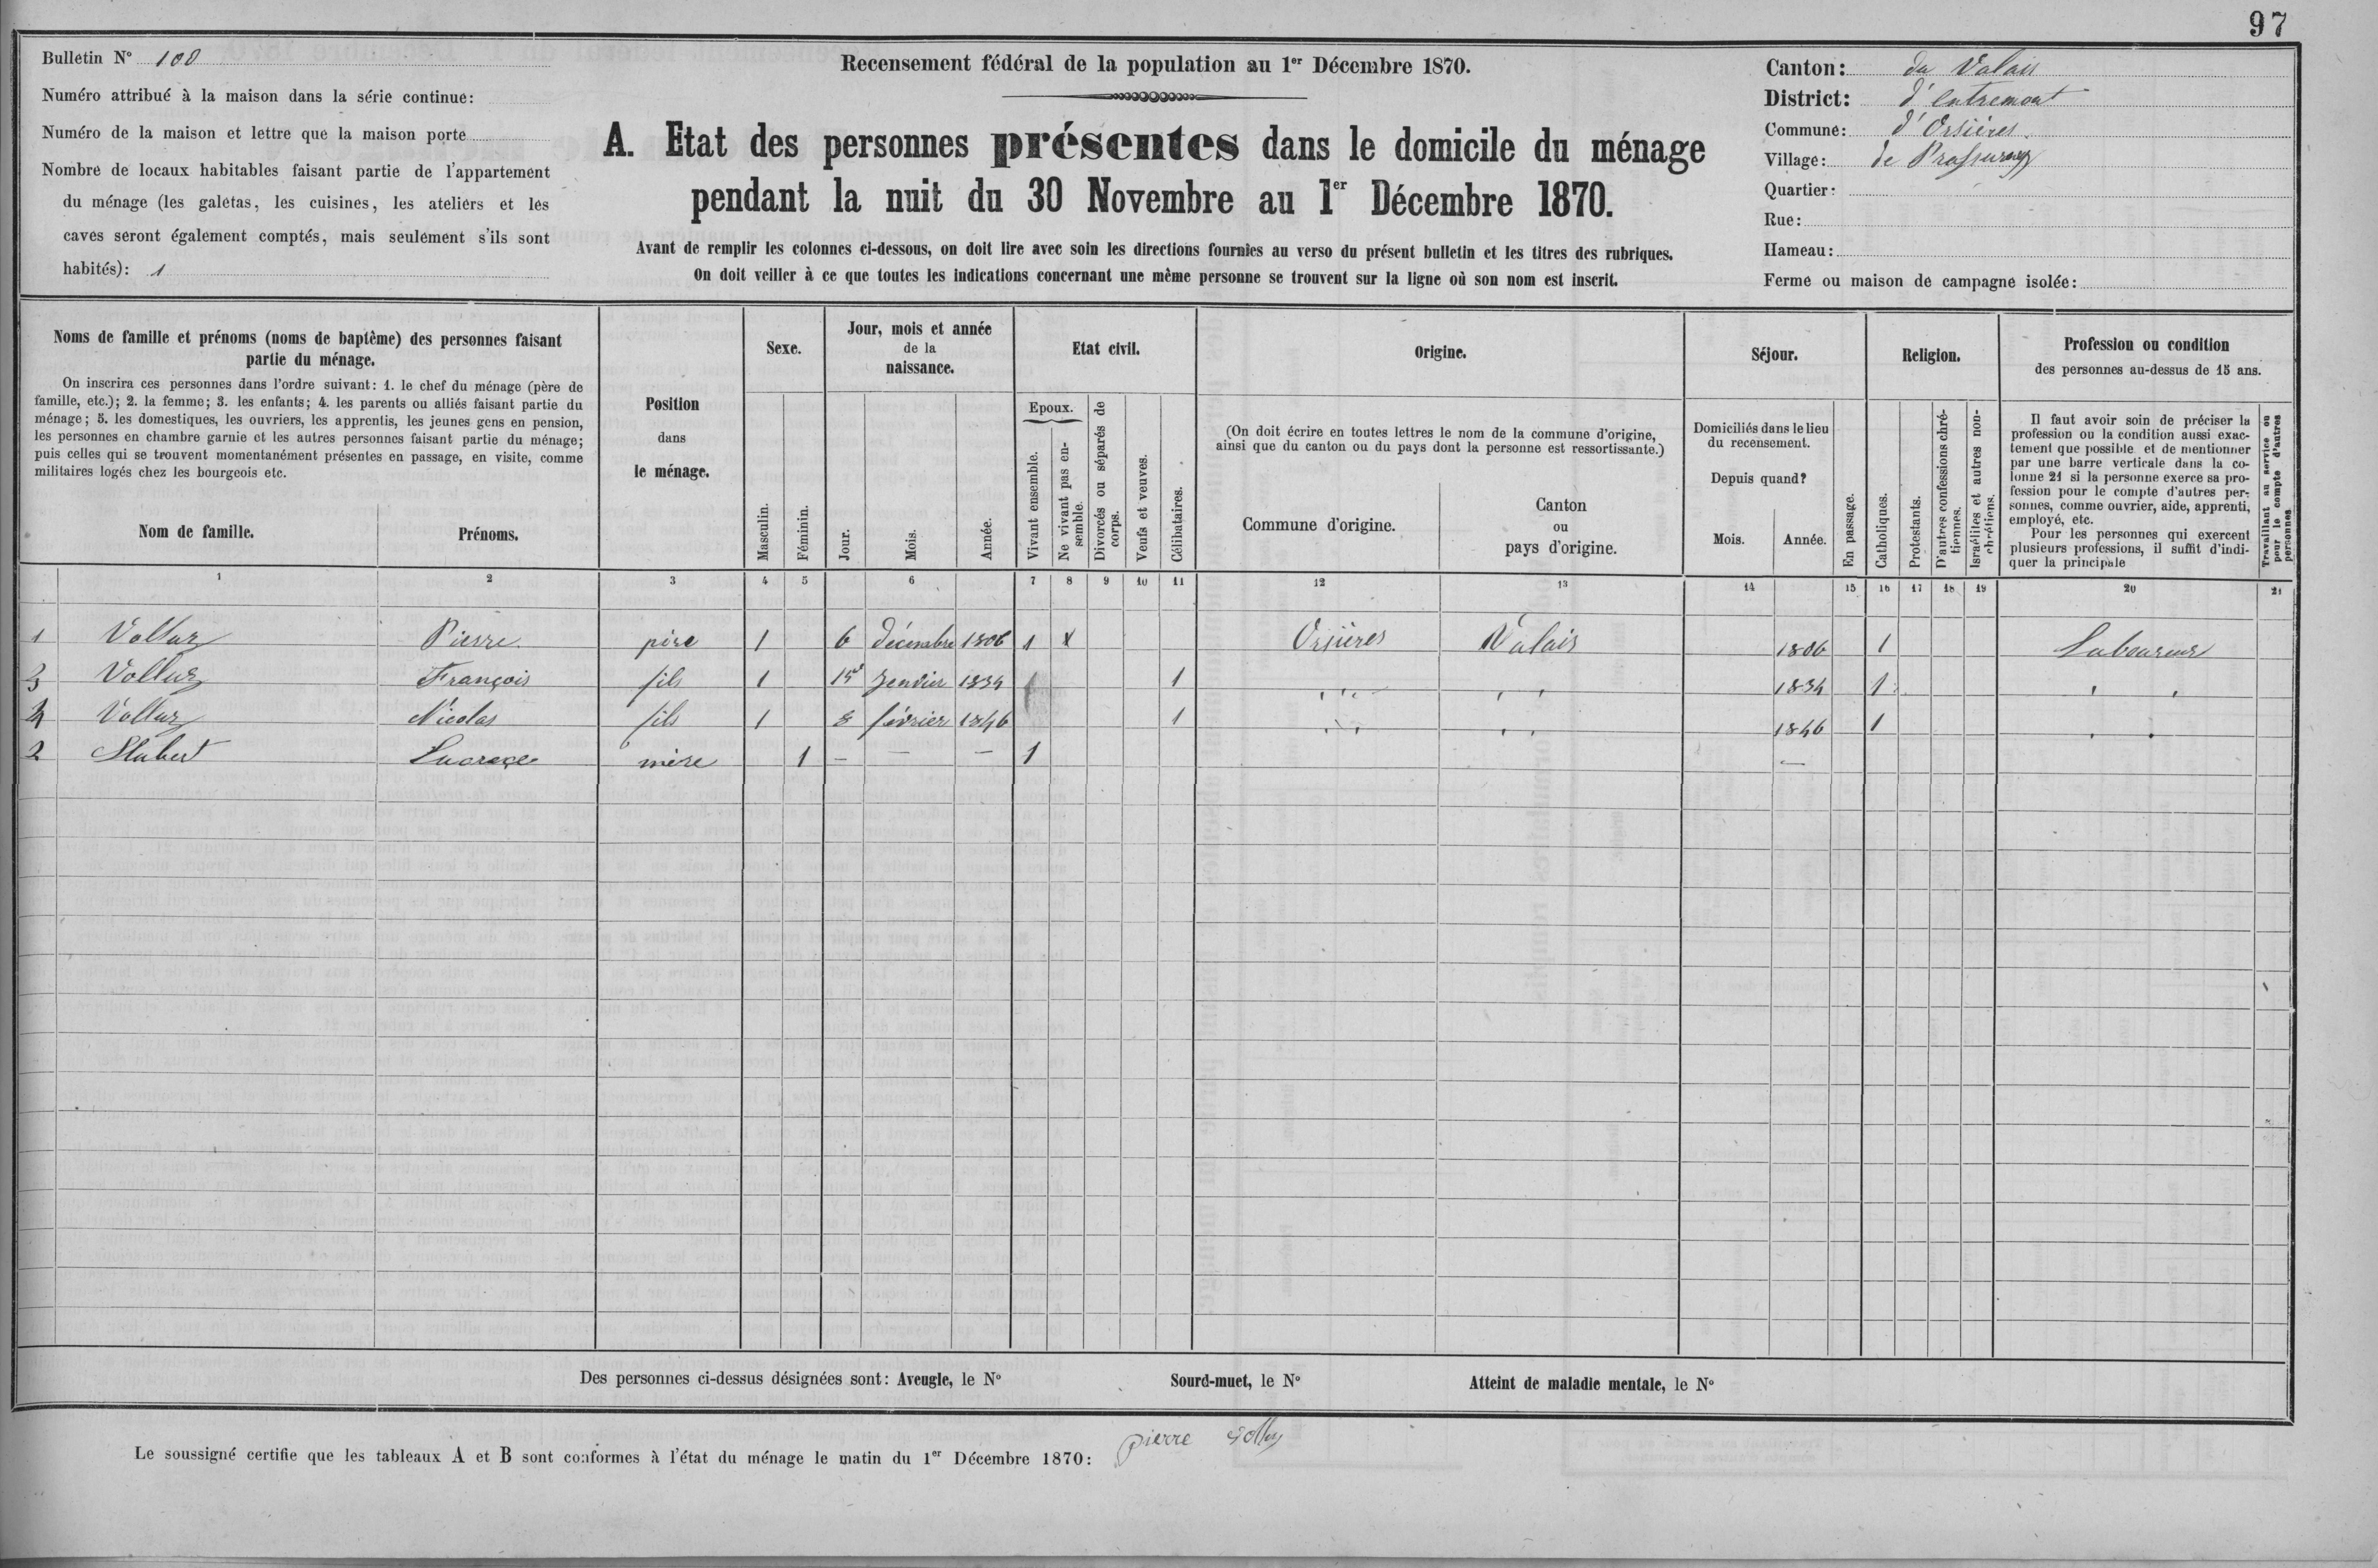 97
Bulletin N° 100
Numéro attribué à la maison dans la série continue:
Numéro de la maison et lettre que la maison porte
Nombre de locaux habitables faisant partie de l'appartement
du ménage (les galetas, les cuisines, les ateliers et les
caves seront également comptés, mais seulement s'ils sont
habités): 1
Recensement fédéral de la population au 1er Décembre 1870.
A. Etat des personnes présentes dans le domicile du ménage
pendant la nuit du 30 Novembre au 1er Décembre 1870.
Avant de remplir les colonnes ci-dessous, on doit lire avec soin les directions fournies au verso du présent bulletin et les titres des rubriques.
On doit veiller à ce que toutes les indications concernant une même personne se trouvent sur la ligne où son nom est inscrit.
Canton: du Valais
District: d'Entremont
Commune: d'Orsières
Village: de
Quartier:
Rue:
Hameau:
Ferme ou maison de campagne isolée:
Noms de famille et prénoms (noms de baptême) des personnes faisant
partie du ménage.
On inscrira ces personnes dans l'ordre suivant: 1. le chef du ménage (père de
famille, etc.); 2. la femme; 3. les enfants; 4. les parents ou alliés faisant partie du
ménage; 5. les domestiques, les ouvriers, les apprentis, les jeunes gens en pension,
les personnes en chambre garnie et les autres personnes faisant partie du ménage;
puis celles qui se trouvent momentanément présentes en passage, en visite, comme
militaires logés chez les bourgeois etc.
Nom de famille. Prénoms.
Position
dans
le ménage.
Sexe.
Masculin. Féminin.
Jour, mois et année
de la
naissance.
Jour. Mois. Année.
Etat civil.
Epoux.
Vivant ensemble.
Ne vivant pas en-
semble.
Divorcés ou séparés de
corps.
Veufs et veuves.
Célibataires.
Origine.
(On doit écrire en toutes lettres le nom de la commune d'origine,
ainsi que du canton ou du pays dont la personne est ressortissante.)
Commune d'origine.
Canton
ou
pays d'origine.
Séjour.
Domiciliés dans le lieu
du recensement.
Depuis quand?
Mois. Année.
En passage.
Religion.
Catholiques.
Protestants.
D'autres confessions chré-
tiennes.
Israélites et autres non-
chrétiens.
Profession ou condition
des personnes au-dessus de 15 ans.
Il faut avoir soin de préciser la
profession ou la condition aussi exac-
tement que possible et de mentionner
par une barre verticale dans la co-
lonne 21 si la personne exerce sa pro-
fession pour le compte d'autres per-
sonnes, comme ouvrier, aide, apprenti,
employé, etc.
Pour les personnes qui exercent
plusieurs professions, il suffit d'indi-
quer la principale
Travaillant au service ou
pour le compte d'autres
personnes
1 2 3 4 5 6 7 8 9 10 11 12 13 14 15 16 17 18 19 20 21
1 Volluz Pierre père 1 6 décembre 1806 1 x Orsières Valais 1806 1 Laboureur
3 Volluz François fils 1 15 Jenvier 1834 1 " " 1834 1 "
4 Volluz Nicolas fils 1 8 février 1846 1 " " 1846 1 "
2 mère 1 — — — 1 —
Des personnes ci-dessus désignées sont: Aveugle, le N° Sourd-muet, le N° Atteint de maladie mentale, le N°
Le soussigné certifie que les tableaux A et B sont conformes à l'état du ménage le matin du 1er Décembre 1870: pierre volluz